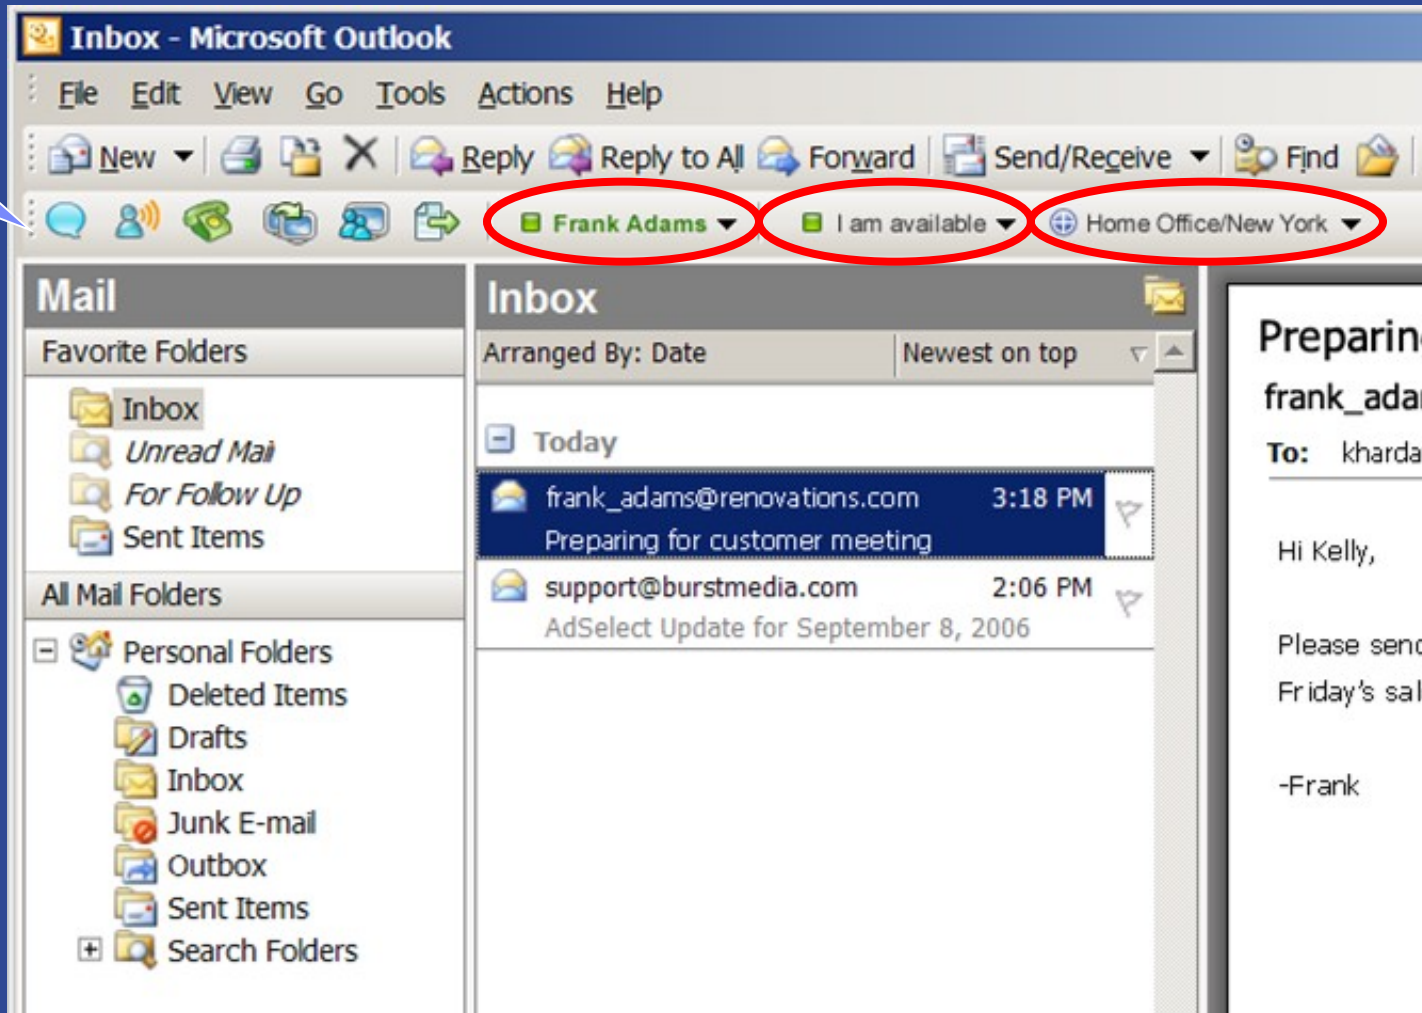 Inbox - Microsoft Outlook
File Edit View Go Tools Actions Help
New Reply Reply to All Forward Send/Receive Find
Frank Adams I am available Home Office/New York
Mail
Favorite Folders
Inbox
Unread Mail
For Follow Up
Sent Items
All Mail Folders
Personal Folders
Deleted Items
Drafts
Inbox
Junk E-mail
Outbox
Sent Items
Search Folders
Inbox
Arranged By: Date Newest on top
Today
frank_adams@renovations.com 3:18 PM
Preparing for customer meeting
support@burstmedia.com 2:06 PM
AdSelect Update for September 8, 2006
To:
Hi Kelly,
Please
Friday's
-Frank